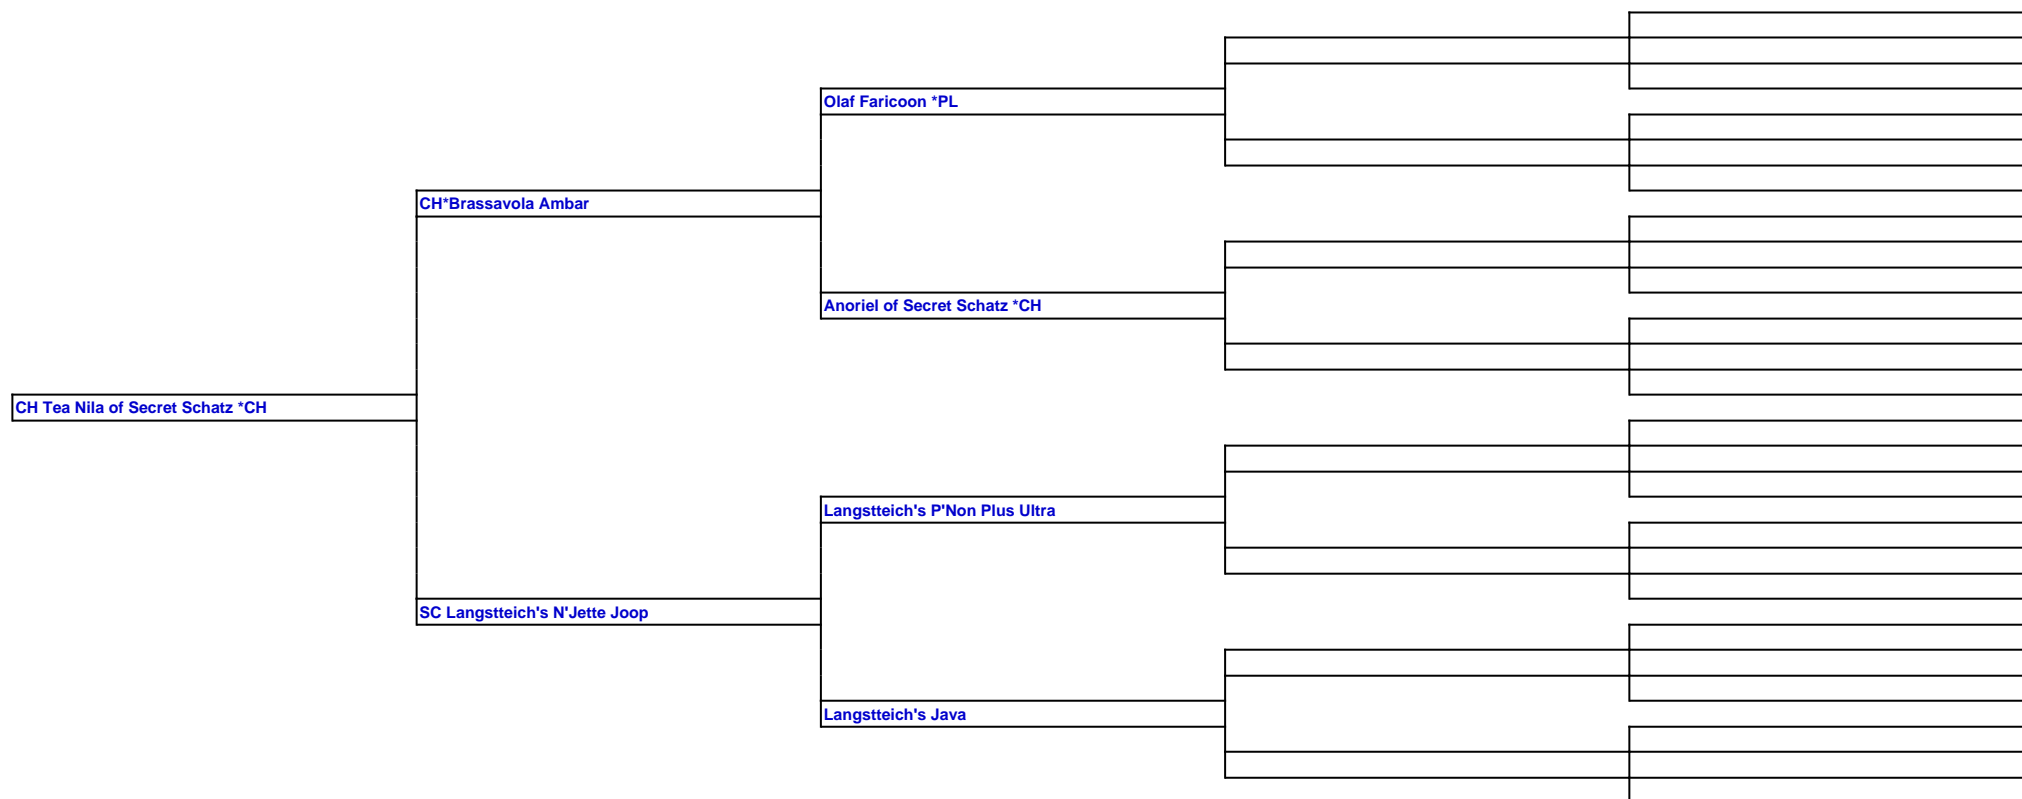 Olaf Faricoon *PL
CH*Brassavola Ambar
Anoriel of Secret Schatz *CH
CH Tea Nila of Secret Schatz *CH
Langstteich's P'Non Plus Ultra
SC Langstteich's N'Jette Joop
Langstteich's Java